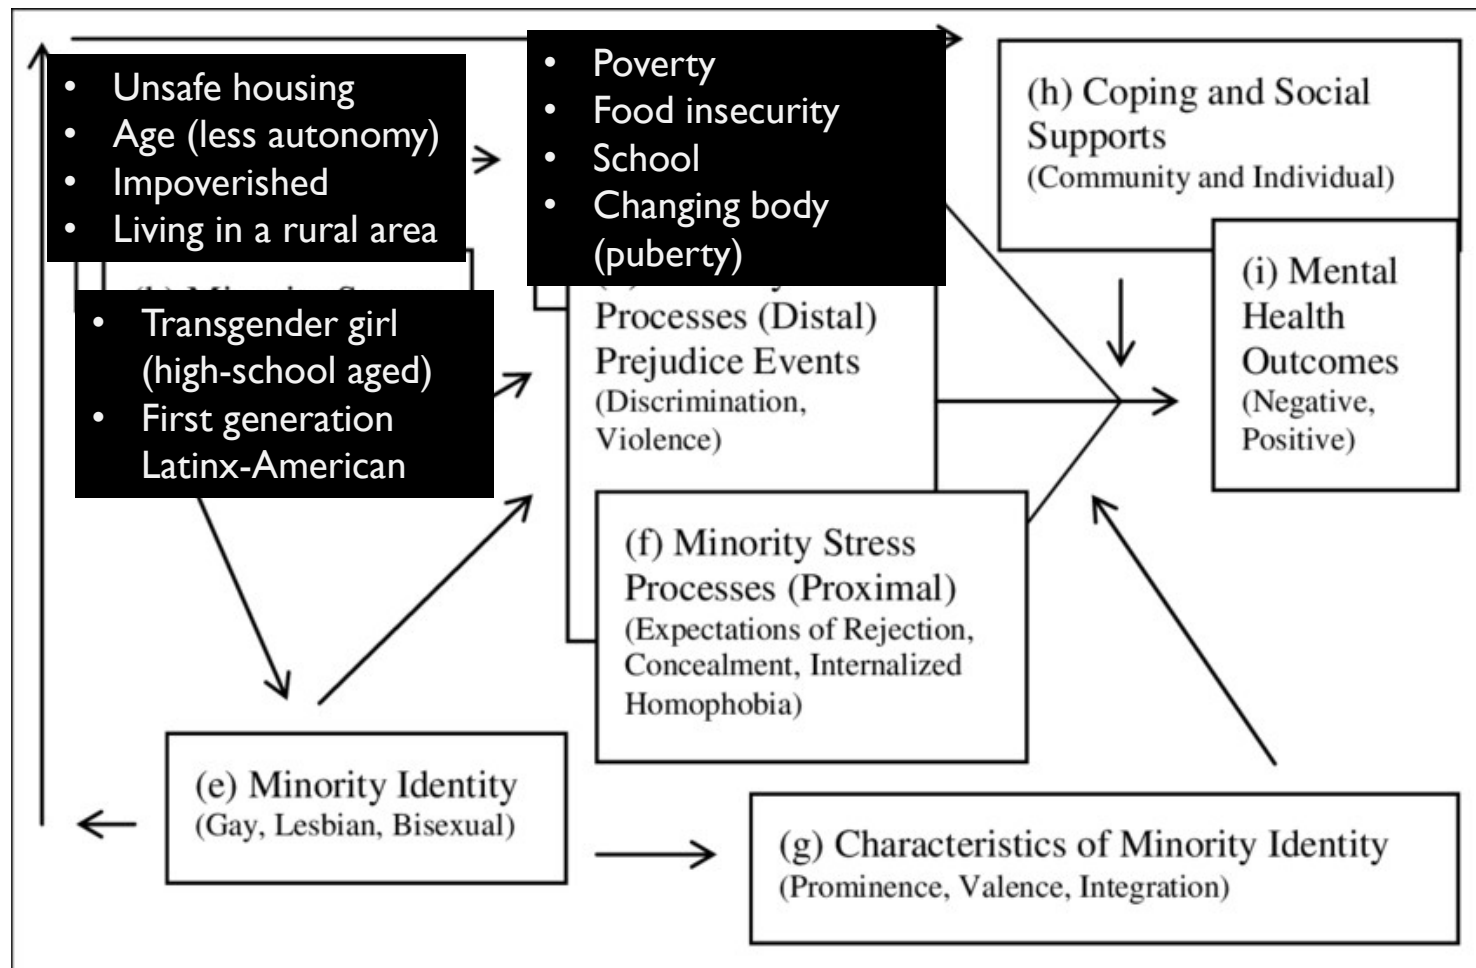 • Unsafe housing
• Age (less autonomy)
• Impoverished
• Living in a rural area
• Transgender girl
(high-school aged)
• First generation
Latinx-American
• Poverty
• Food insecurity
• School
• Changing body
(puberty)
Processes (Distal)
Prejudice Events
(Discrimination,
Violence)
(f) Minority Stress
Processes (Proximal)
(Expectations of Rejection,
Concealment, Internalized
Homophobia)
(h) Coping and Social
Supports
(Community and Individual)
(i) Mental
Health
Outcomes
(Negative,
Positive)
(e) Minority Identity
(Gay, Lesbian, Bisexual)
(g) Characteristics of Minority Identity
(Prominence, Valence, Integration)